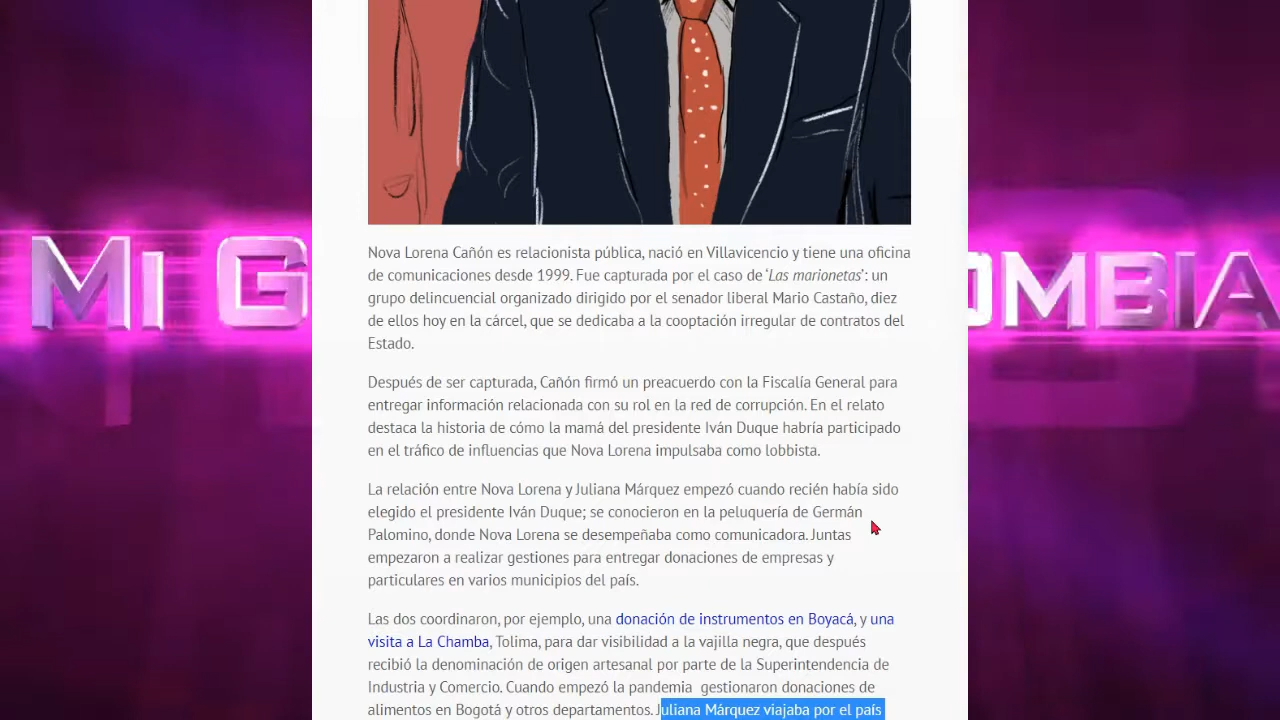 MI G
OMBIA
Nova Lorena Cañón es relacionista pública, nació en Villavicencio y tiene una oficina
de comunicaciones desde 1999. Fue capturada por el caso de ‘Las marionetas’: un
grupo delincuencial organizado dirigido por el senador liberal Mario Castaño, diez
de ellos hoy en la cárcel, que se dedicaba a la cooptación irregular de contratos del
Estado.
Después de ser capturada, Cañón firmó un preacuerdo con la Fiscalía General para
entregar información relacionada con su rol en la red de corrupción. En el relato
destaca la historia de cómo la mamá del presidente Iván Duque habría participado
en el tráfico de influencias que Nova Lorena impulsaba como lobbista.
La relación entre Nova Lorena y Juliana Márquez empezó cuando recién había sido
elegido el presidente Iván Duque; se conocieron en la peluquería de Germán
Palomino, donde Nova Lorena se desempeñaba como comunicadora. Juntas
empezaron a realizar gestiones para entregar donaciones de empresas y
particulares en varios municipios del país.
Las dos coordinaron, por ejemplo, una donación de instrumentos en Boyacá, y una
visita a La Chamba, Tolima, para dar visibilidad a la vajilla negra, que después
recibió la denominación de origen artesanal por parte de la Superintendencia de
Industria y Comercio. Cuando empezó la pandemia gestionaron donaciones de
alimentos en Bogotá y otros departamentos. Juliana Márquez viajaba por el país